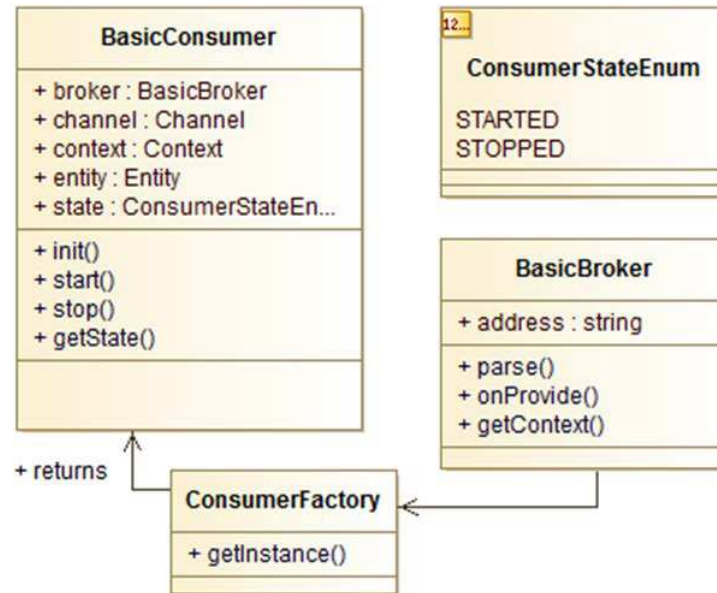 BasicConsumer
+ broker : BasicBroker
+ channel : Channel
+ context : Context
+ entity : Entity
+ state : ConsumerStateEn...
+ init()
+ start()
+ stop()
+ getState()
12...
ConsumerStateEnum
STARTED
STOPPED
BasicBroker
+ address : string
+ parse()
+ onProvide()
+ getContext()
+ returns
ConsumerFactory
+ getInstance()